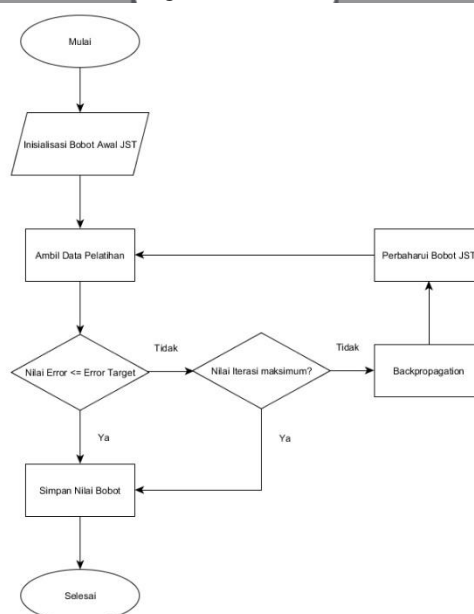 Mulai
Inisialisasi Bobot Awal JST
Ambil Data Pelatihan
Perbaharui Bobot JST
Tidak
Tidak
Nilai Error <= Error Target
Nilai Iterasi maksimum?
Backpropagation
Ya
Ya
Simpan Nilai Bobot
Selesai